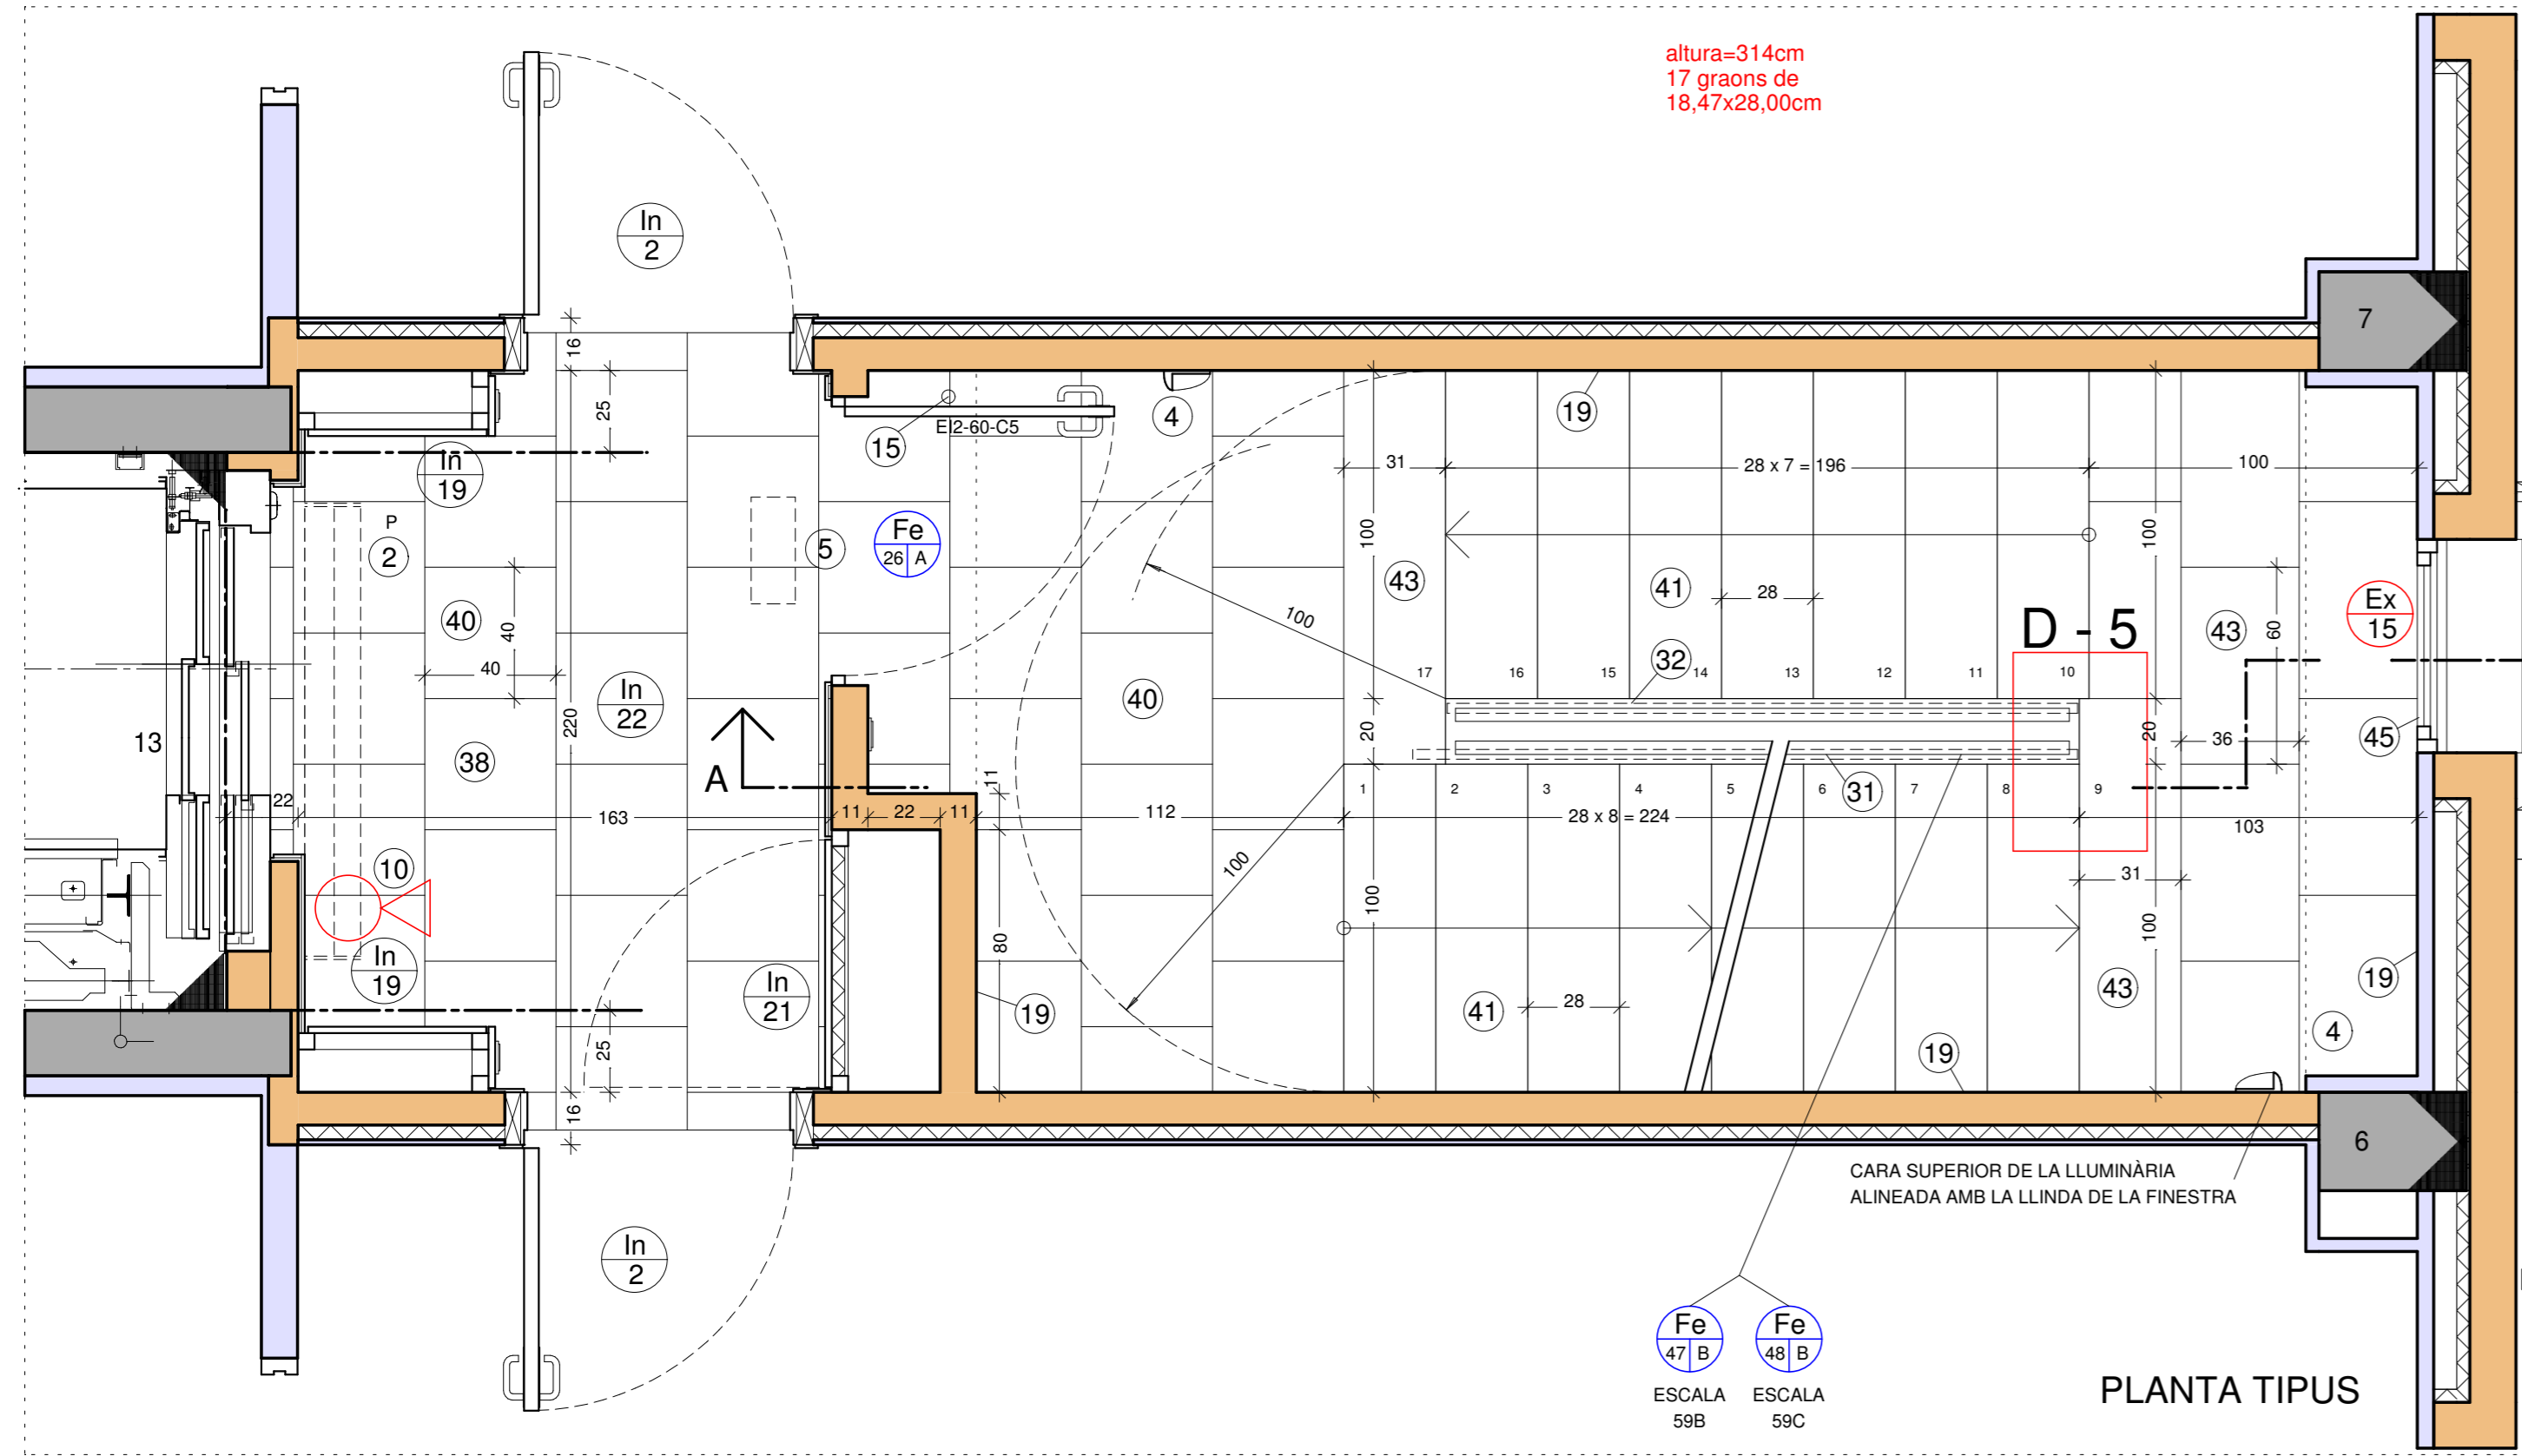 altura=314cm
17 graons de
18,47x28,00cm
In
2
7
16
25
19
4
15
EI2-60-C5
In
19
31
28 x 7 = 196
100
P
2
5
Fe
26 A
100
100
43
41
28
100
D - 5
Ex
15
43
60
40
40
40
In
22
220
40
32
17
16
15
14
13
12
11
10
13
38
A
20
20
36
45
22
163
11
22
11
11
112
1
2
3
4
5
6
7
8
9
31
28 x 8 = 224
103
10
100
100
31
100
80
In
19
In
21
19
41
28
43
19
4
25
19
16
6
CARA SUPERIOR DE LA LLUMINÀRIA
ALINEADA AMB LA LLINDA DE LA FINESTRA
In
2
Fe
47 B
Fe
48 B
ESCALA
59B
ESCALA
59C
PLANTA TIPUS